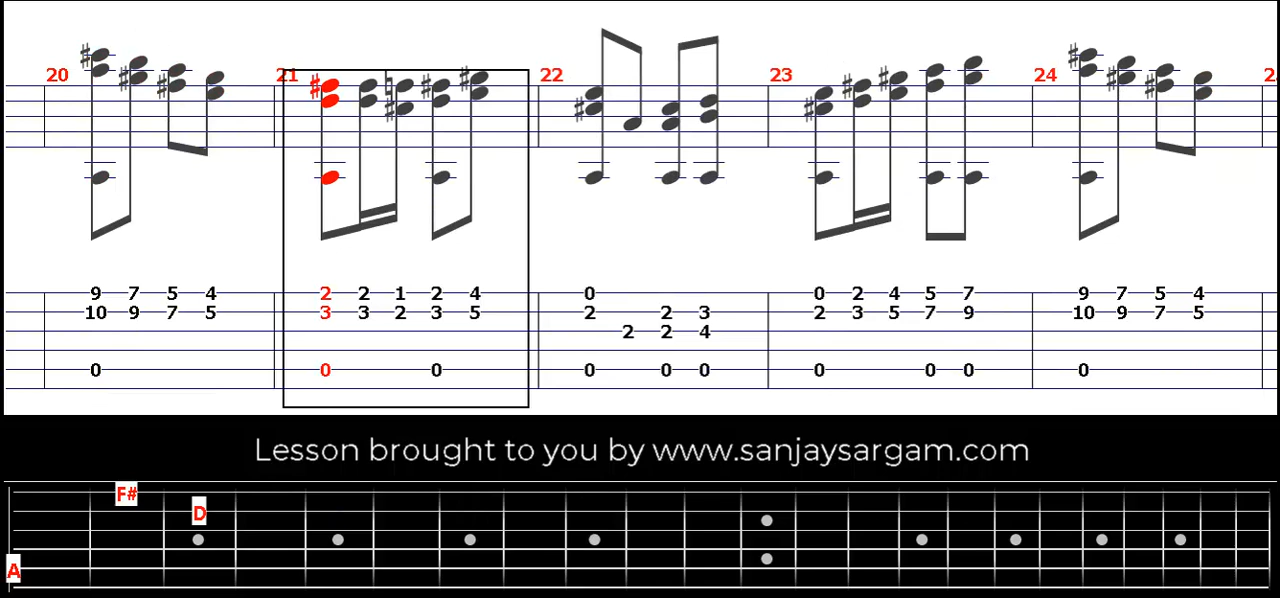 20 21 22 23 24
9 7 5 4 2 2 1 2 4 0 0 2 4 5 7 9 7 5 4
10 9 7 5 3 3 2 3 5 2 2 3 2 3 5 7 9 10 9 7 5
2 2 4
0 0 0 0 0 0 0 0 0 0
Lesson brought to you by www.sanjaysargam.com
F#
D
A